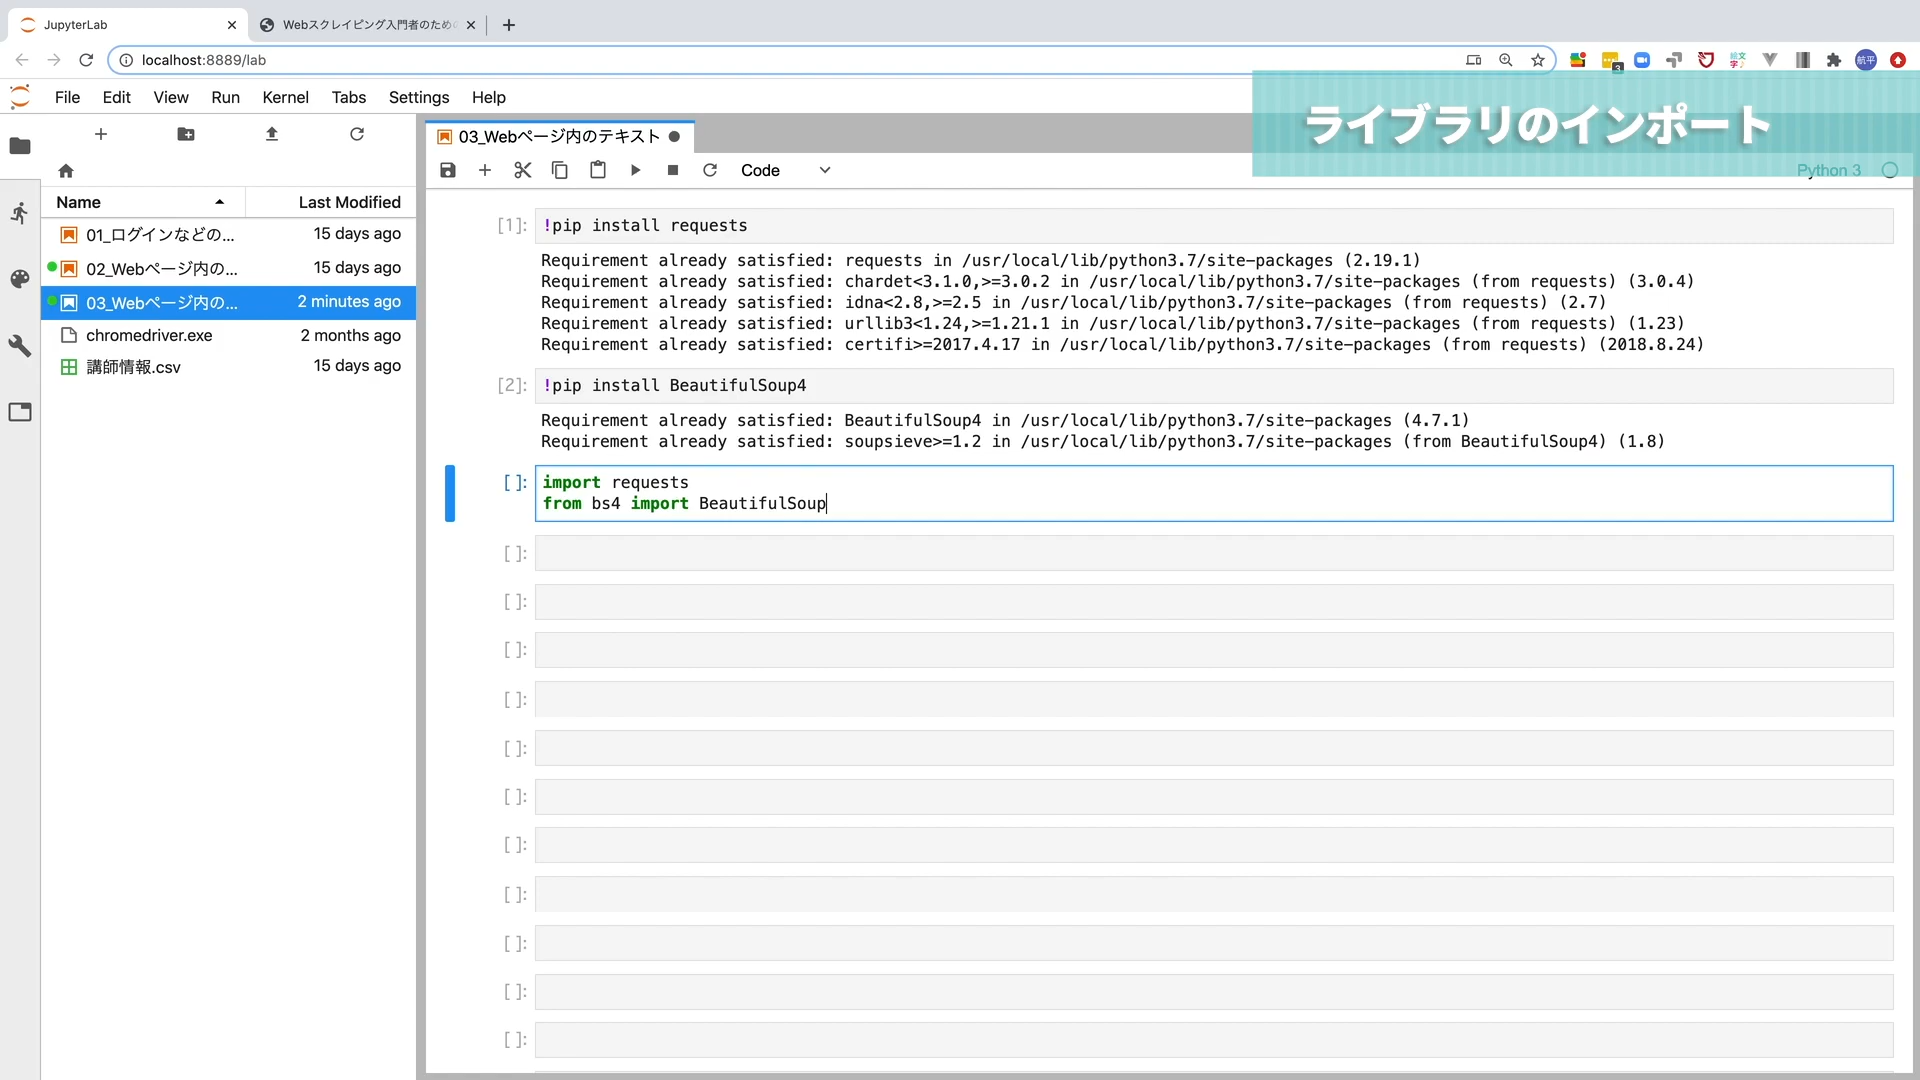 JupyterLab
Webスクレイピング入門者のため
localhost:8889/lab
File Edit View Run Kernel Tabs Settings Help
ライブラリのインポート
03_Webページ内のテキスト
Code
Python 3
Name
Last Modified
01_ログインなどの...
15 days ago
02_Webページ内の...
15 days ago
03_Webページ内の...
2 minutes ago
chromedriver.exe
2 months ago
講師情報.csv
15 days ago
[1]: !pip install requests
Requirement already satisfied: requests in /usr/local/lib/python3.7/site-packages (2.19.1)
Requirement already satisfied: chardet<3.1.0,>=3.0.2 in /usr/local/lib/python3.7/site-packages (from requests) (3.0.4)
Requirement already satisfied: idna<2.8,>=2.5 in /usr/local/lib/python3.7/site-packages (from requests) (2.7)
Requirement already satisfied: urllib3<1.24,>=1.21.1 in /usr/local/lib/python3.7/site-packages (from requests) (1.23)
Requirement already satisfied: certifi>=2017.4.17 in /usr/local/lib/python3.7/site-packages (from requests) (2018.8.24)
[2]: !pip install BeautifulSoup4
Requirement already satisfied: BeautifulSoup4 in /usr/local/lib/python3.7/site-packages (4.7.1)
Requirement already satisfied: soupsieve>=1.2 in /usr/local/lib/python3.7/site-packages (from BeautifulSoup4) (1.8)
[ ]: import requests
from bs4 import BeautifulSoup
[ ]:
[ ]:
[ ]:
[ ]:
[ ]:
[ ]:
[ ]:
[ ]:
[ ]:
[ ]:
[ ]: